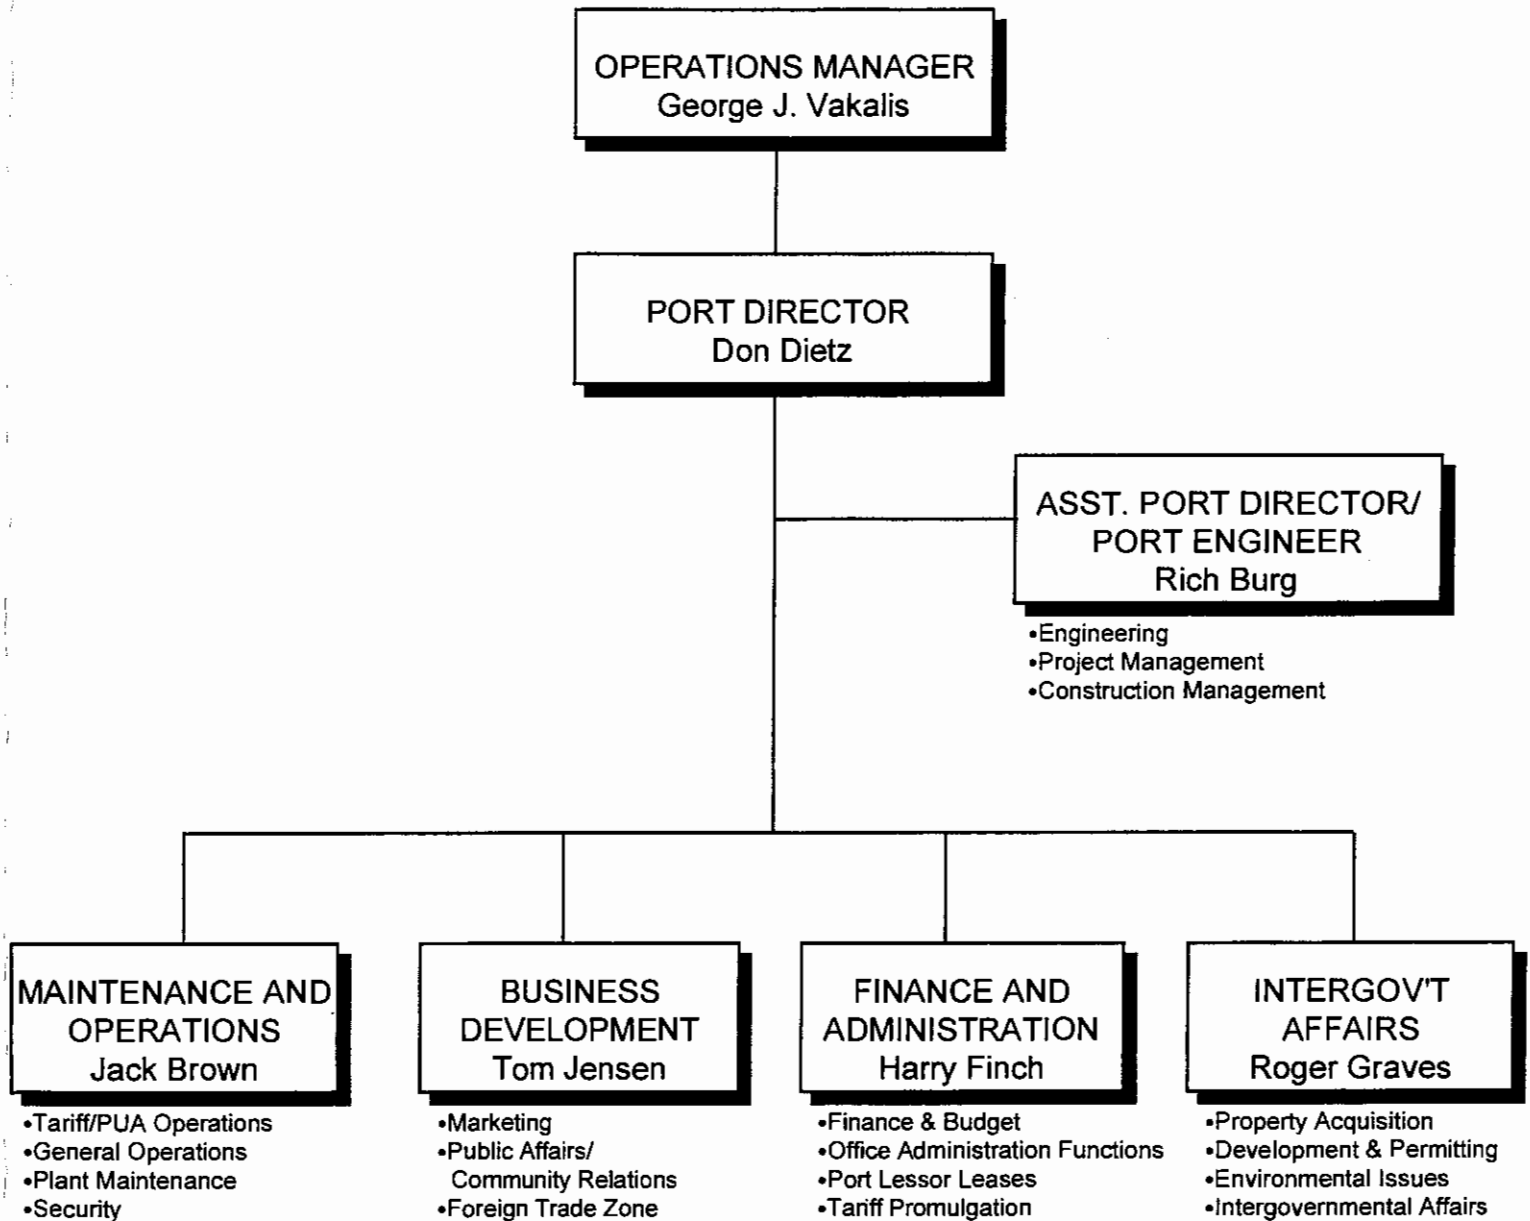 OPERATIONS MANAGER
George J. Vakalis
PORT DIRECTOR
Don Dietz
ASST. PORT DIRECTOR/
PORT ENGINEER
Rich Burg
•Engineering
•Project Management
•Construction Management
MAINTENANCE AND
OPERATIONS
Jack Brown
•Tariff/PUA Operations
•General Operations
•Plant Maintenance
•Security
BUSINESS
DEVELOPMENT
Tom Jensen
•Marketing
•Public Affairs/
Community Relations
•Foreign Trade Zone
FINANCE AND
ADMINISTRATION
Harry Finch
•Finance & Budget
•Office Administration Functions
•Port Lessor Leases
•Tariff Promulgation
INTERGOV'T
AFFAIRS
Roger Graves
•Property Acquisition
•Development & Permitting
•Environmental Issues
•Intergovernmental Affairs